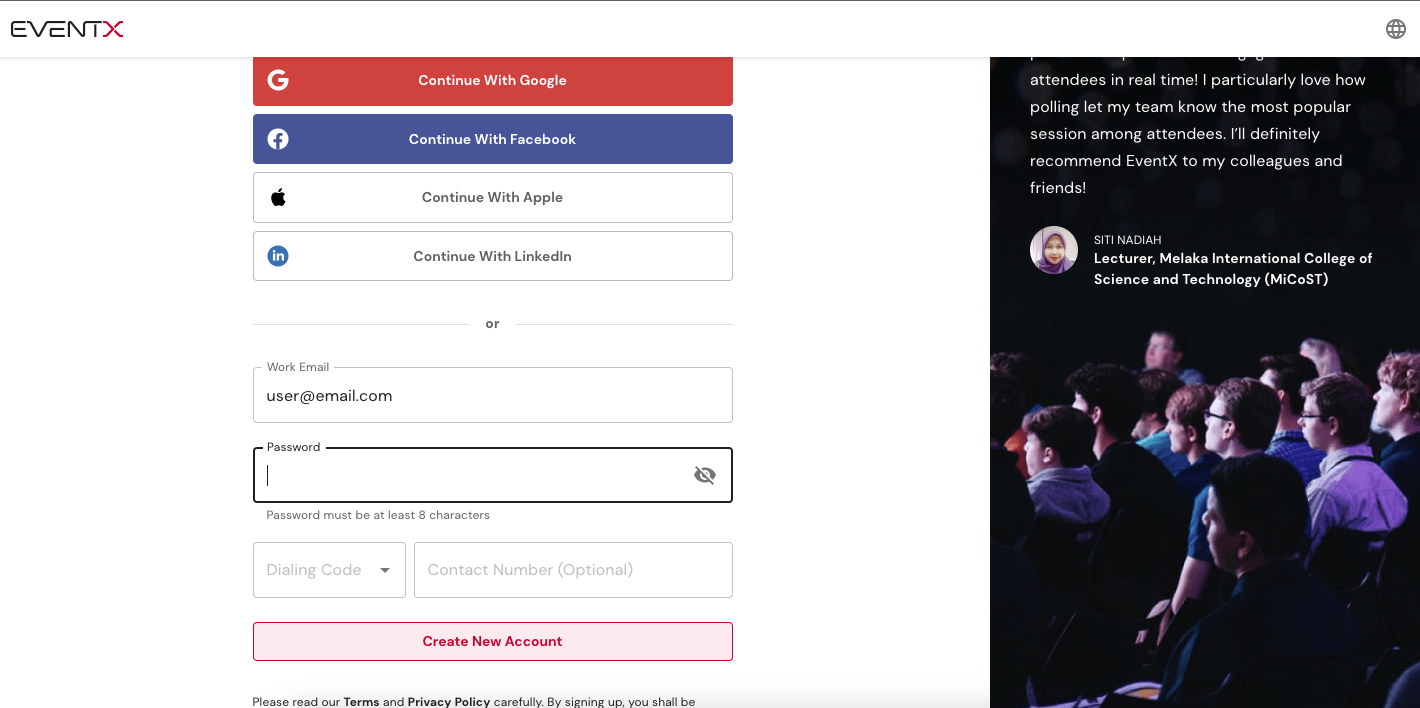 EVENTX
Continue With Google
Continue With Facebook
Continue With Apple
Continue With LinkedIn
or
Work Email
user@email.com
Password
Password must be at least 8 characters
Dialing Code
Contact Number (Optional)
Create New Account
Please read our Terms and Privacy Policy carefully. By signing up, you shall be
attendees in real time! I particularly love how
polling let my team know the most popular
session among attendees. I’ll definitely
recommend EventX to my colleagues and
friends!
SITI NADIAH
Lecturer, Melaka International College of
Science and Technology (MiCoST)